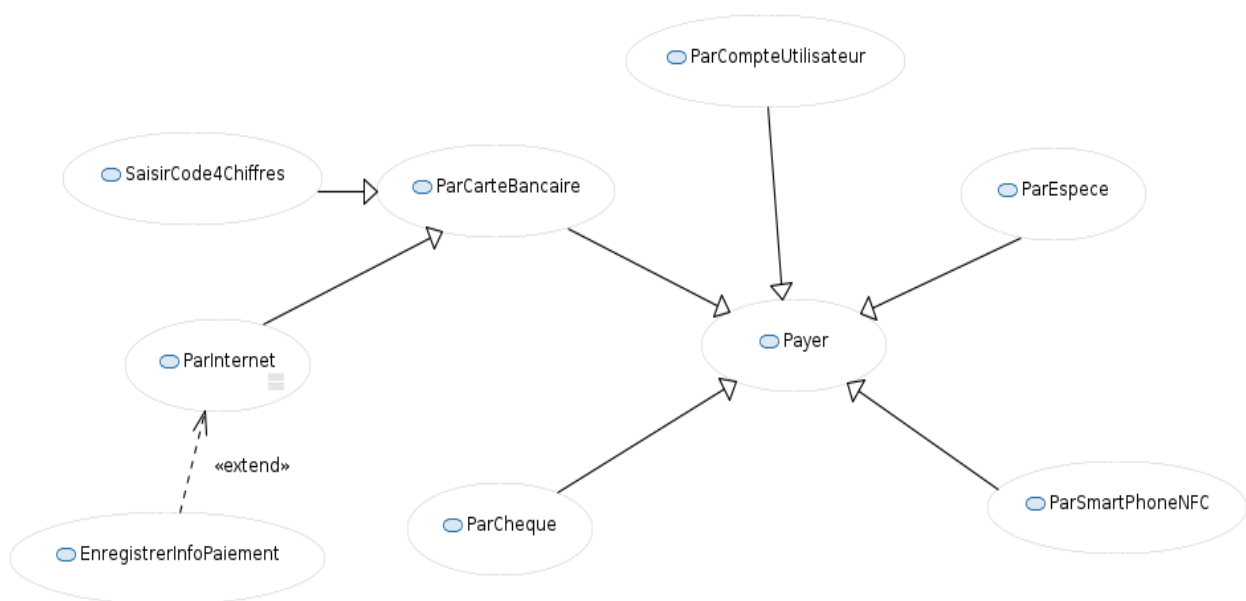 ParCompteUtilisateur
SaisirCode4Chiffres
ParCarteBancaire
ParEspece
Payer
ParInternet
«extend»
ParCheque
ParSmartPhoneNFC
EnregistrerInfoPaiement